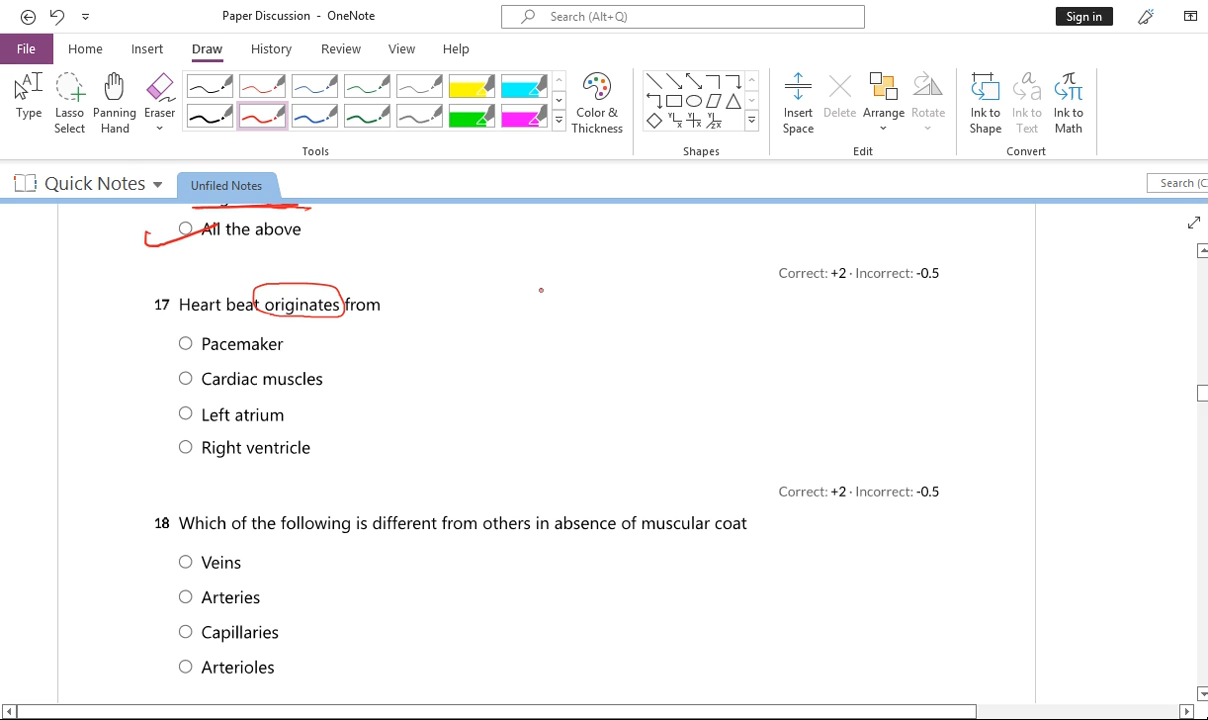 Paper Discussion - OneNote
Search (Alt+Q)
Sign in
File Home Insert Draw History Review View Help
Type
Lasso Select
Panning Hand
Eraser
Color & Thickness
Insert Space
Delete
Arrange
Rotate
Ink to Shape
Ink to Text
Ink to Math
Tools
Shapes
Edit
Convert
Quick Notes
Unfiled Notes
Search (C
All the above
Correct: +2 · Incorrect: -0.5
17 Heart beat originates from
Pacemaker
Cardiac muscles
Left atrium
Right ventricle
Correct: +2 · Incorrect: -0.5
18 Which of the following is different from others in absence of muscular coat
Veins
Arteries
Capillaries
Arterioles